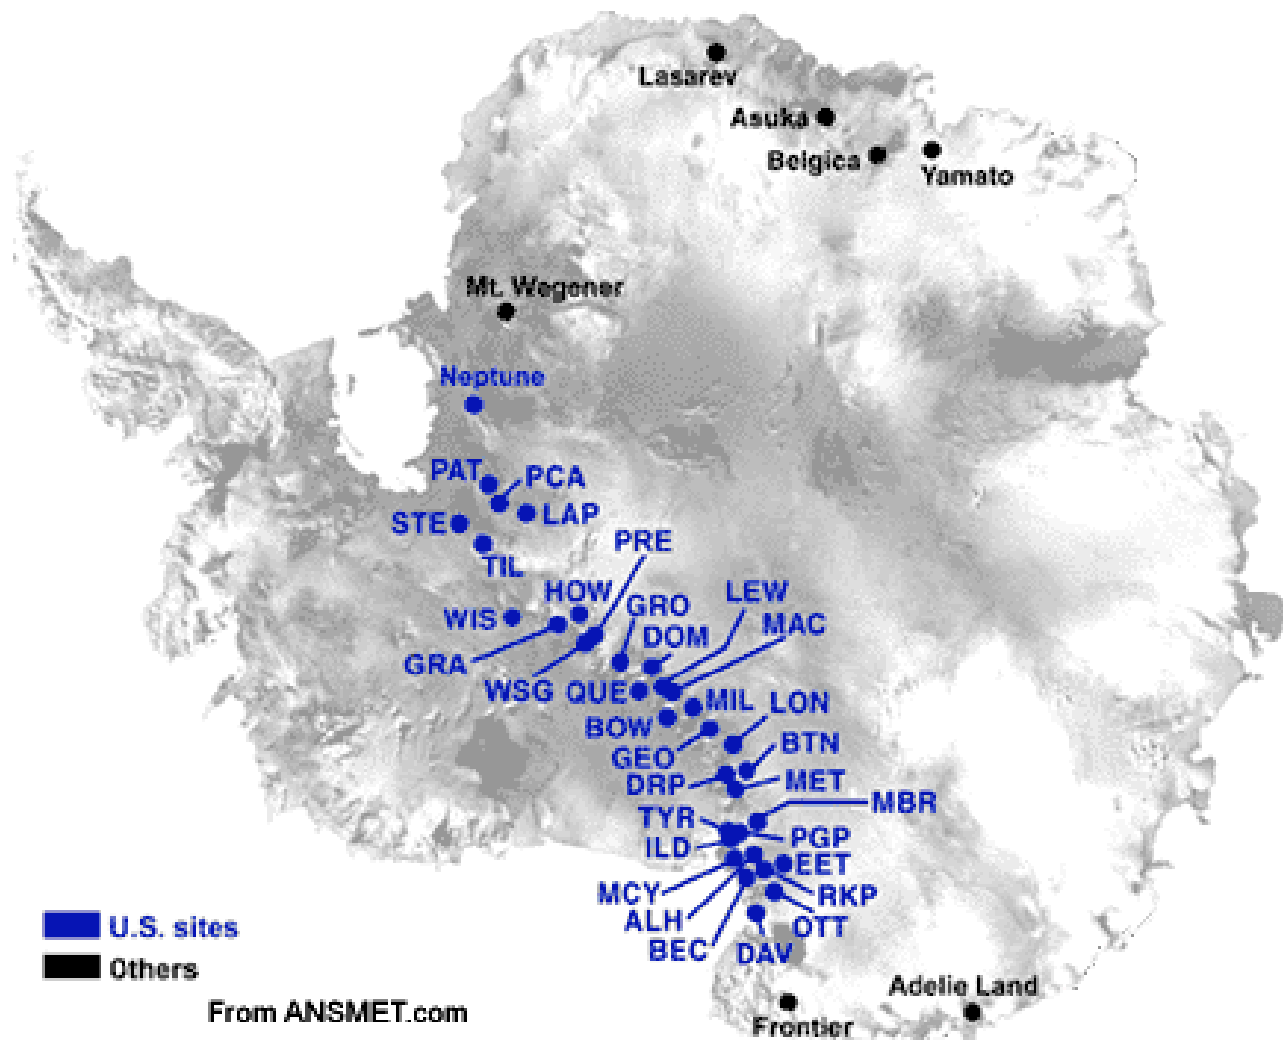 Lasarev
Asuka
Belgica
Yamato
Mt. Wegener
Neptune
PAT
PCA
LAP
STE
TIL
PRE
HOW
GRO
LEW
WIS
DOM
MAC
GRA
WSG
QUE
MIL
LON
BOW
GEO
BTN
DRP
MET
MBR
TYR
PGP
ILD
EET
MCY
RKP
ALH
OTT
BEC
DAV
U.S. sites
Others
Adelie Land
From ANSMET.com
Frontier